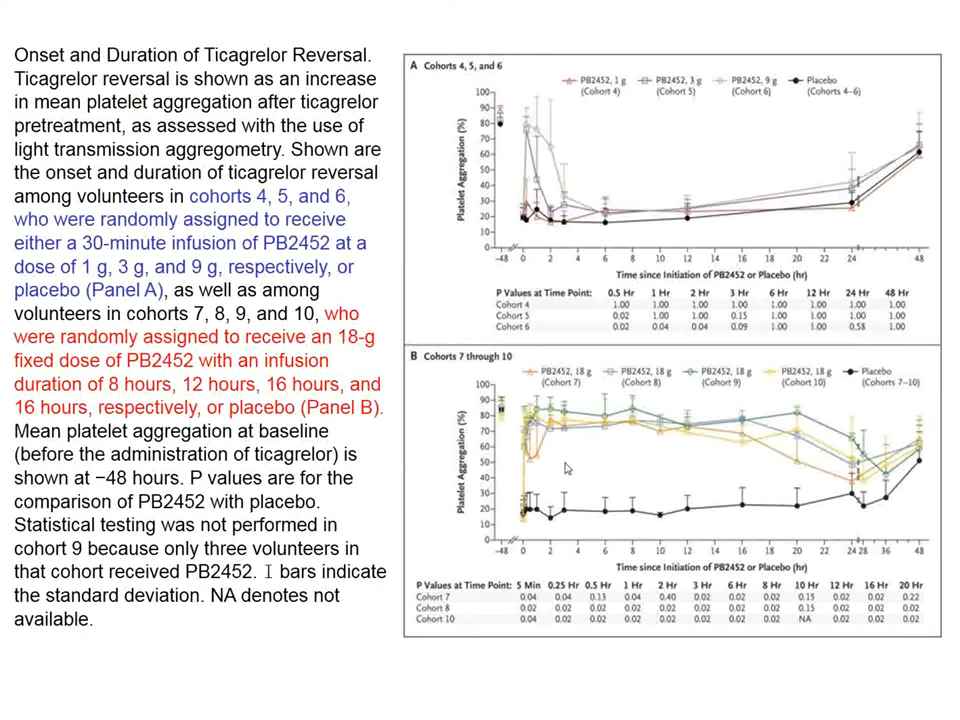 Onset and Duration of Ticagrelor Reversal.
Ticagrelor reversal is shown as an increase
in mean platelet aggregation after ticagrelor
pretreatment, as assessed with the use of
light transmission aggregometry. Shown are
the onset and duration of ticagrelor reversal
among volunteers in cohorts 4, 5, and 6,
who were randomly assigned to receive
either a 30-minute infusion of PB2452 at a
dose of 1 g, 3 g, and 9 g, respectively, or
placebo (Panel A), as well as among
volunteers in cohorts 7, 8, 9, and 10, who
were randomly assigned to receive an 18-g
fixed dose of PB2452 with an infusion
duration of 8 hours, 12 hours, 16 hours, and
16 hours, respectively, or placebo (Panel B).
Mean platelet aggregation at baseline
(before the administration of ticagrelor) is
shown at −48 hours. P values are for the
comparison of PB2452 with placebo.
Statistical testing was not performed in
cohort 9 because only three volunteers in
that cohort received PB2452. I bars indicate
the standard deviation. NA denotes not
available.
A Cohorts 4, 5, and 6
PB2452, 1 g PB2452, 3 g PB2452, 9 g Placebo
(Cohort 4) (Cohort 5) (Cohort 6) (Cohorts 4–6)
Platelet Aggregation (%)
100
90
80
70
60
50
40
30
20
10
0
−48 0 2 4 6 8 10 12 14 16 18 20 22 24 28 48
Time since Initiation of PB2452 or Placebo (hr)
P Values at Time Point: 0.5 Hr 1 Hr 2 Hr 3 Hr 6 Hr 12 Hr 24 Hr 48 Hr
Cohort 4 1.00 1.00 1.00 1.00 1.00 1.00 1.00 1.00
Cohort 5 0.02 1.00 1.00 0.15 1.00 1.00 1.00 1.00
Cohort 6 0.02 0.04 0.04 0.09 1.00 1.00 0.58 1.00
B Cohorts 7 through 10
PB2452, 18 g PB2452, 18 g PB2452, 18 g PB2452, 18 g Placebo
(Cohort 7) (Cohort 8) (Cohort 9) (Cohort 10) (Cohorts 7–10)
Platelet Aggregation (%)
100
90
80
70
60
50
40
30
20
10
0
−48 0 2 4 6 8 10 12 14 16 18 20 22 24 28 36 48
Time since Initiation of PB2452 or Placebo (hr)
P Values at Time Point: 5 Min 0.25 Hr 0.5 Hr 1 Hr 2 Hr 3 Hr 6 Hr 8 Hr 10 Hr 12 Hr 16 Hr 20 Hr
Cohort 7 0.04 0.04 0.13 0.04 0.40 0.02 0.02 0.02 0.15 0.02 0.02 0.22
Cohort 8 0.02 0.02 0.02 0.02 0.02 0.02 0.02 0.02 0.15 0.02 0.02 0.02
Cohort 10 0.04 0.02 0.02 0.02 0.02 0.02 0.02 0.02 NA 0.02 0.02 0.02